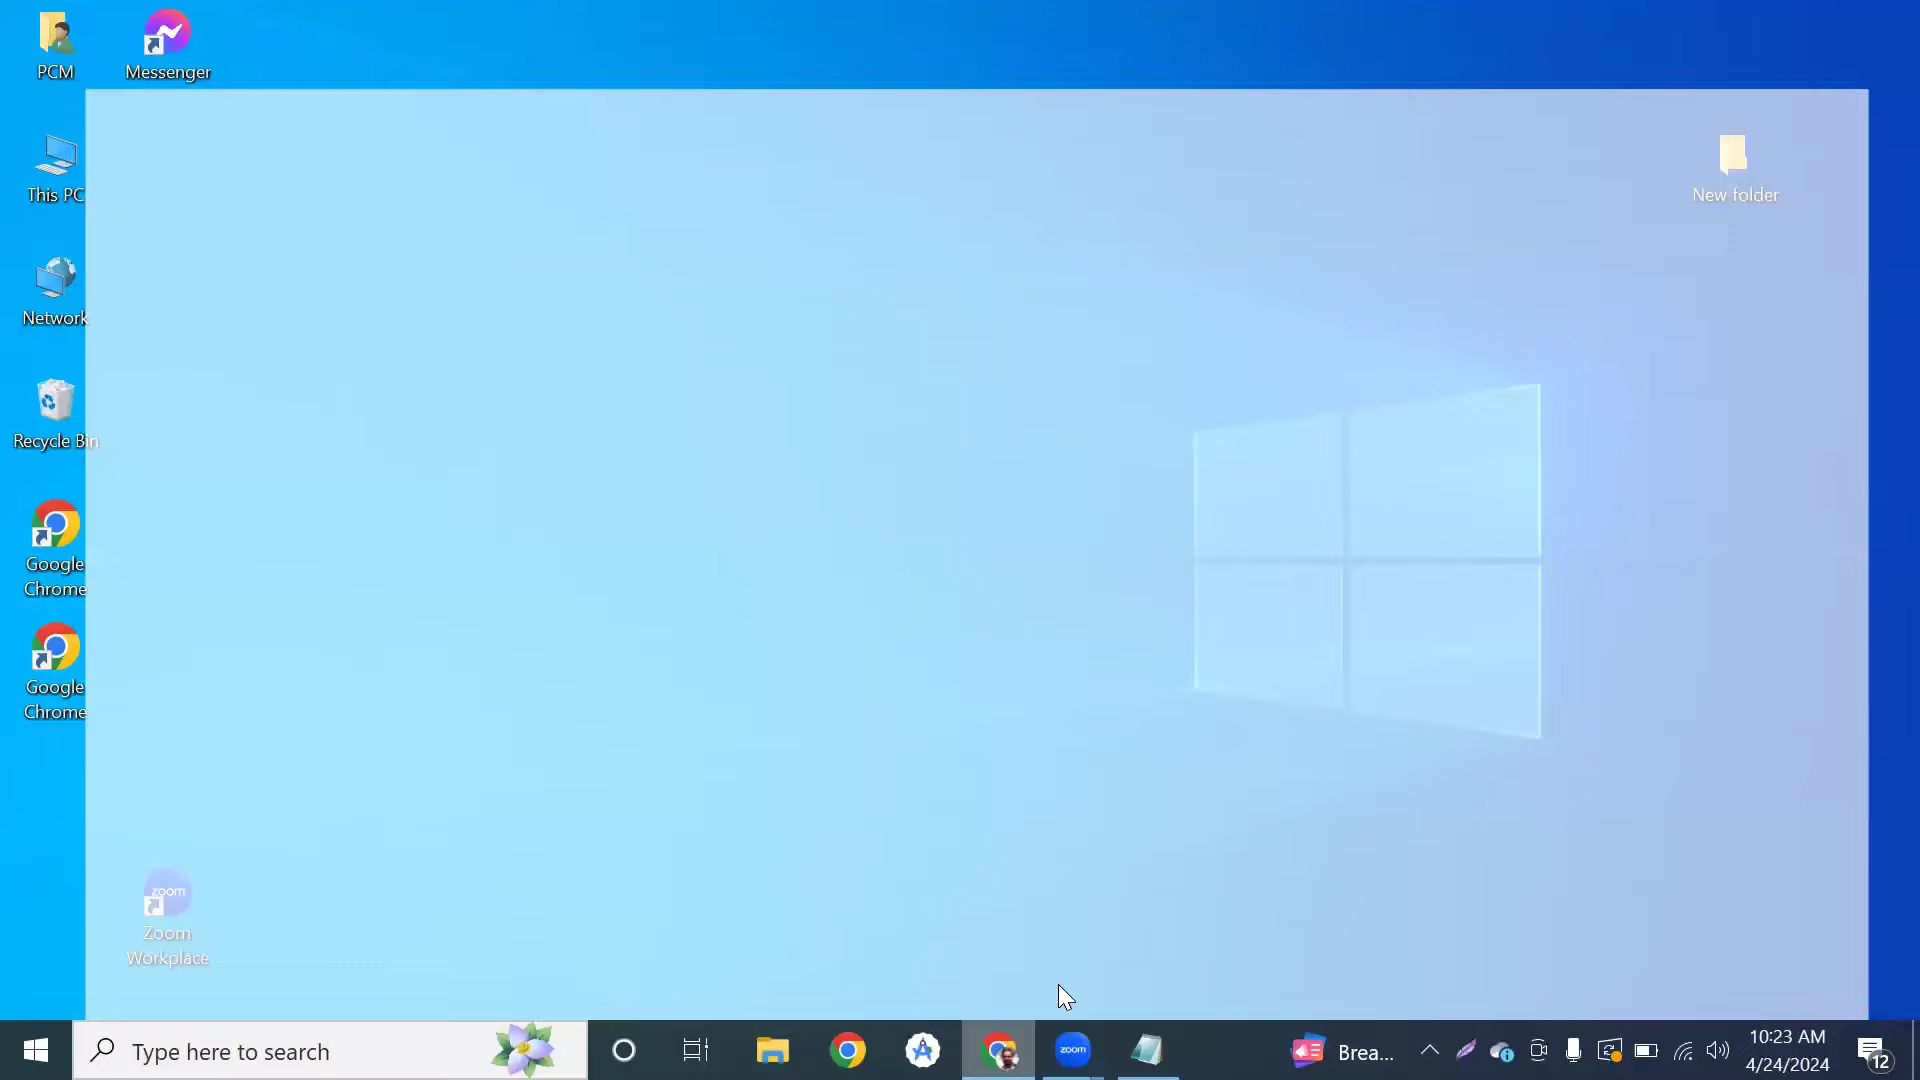 PCM
Messenger
This PC
New folder
Network
Recycle Bin
Google
Chrome
Google
Chrome
zoom
Zoom
Workplace
Type here to search
zoom
Brea...
10:23 AM
4/24/2024
12